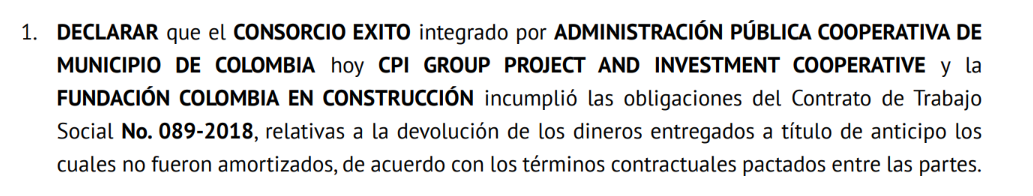 1. DECLARAR que el CONSORCIO EXITO integrado por ADMINISTRACIÓN PÚBLICA COOPERATIVA DE
MUNICIPIO DE COLOMBIA hoy CPI GROUP PROJECT AND INVESTMENT COOPERATIVE y la
FUNDACIÓN COLOMBIA EN CONSTRUCCIÓN incumplió las obligaciones del Contrato de Trabajo
Social No. 089-2018, relativas a la devolución de los dineros entregados a título de anticipo los
cuales no fueron amortizados, de acuerdo con los términos contractuales pactados entre las partes.